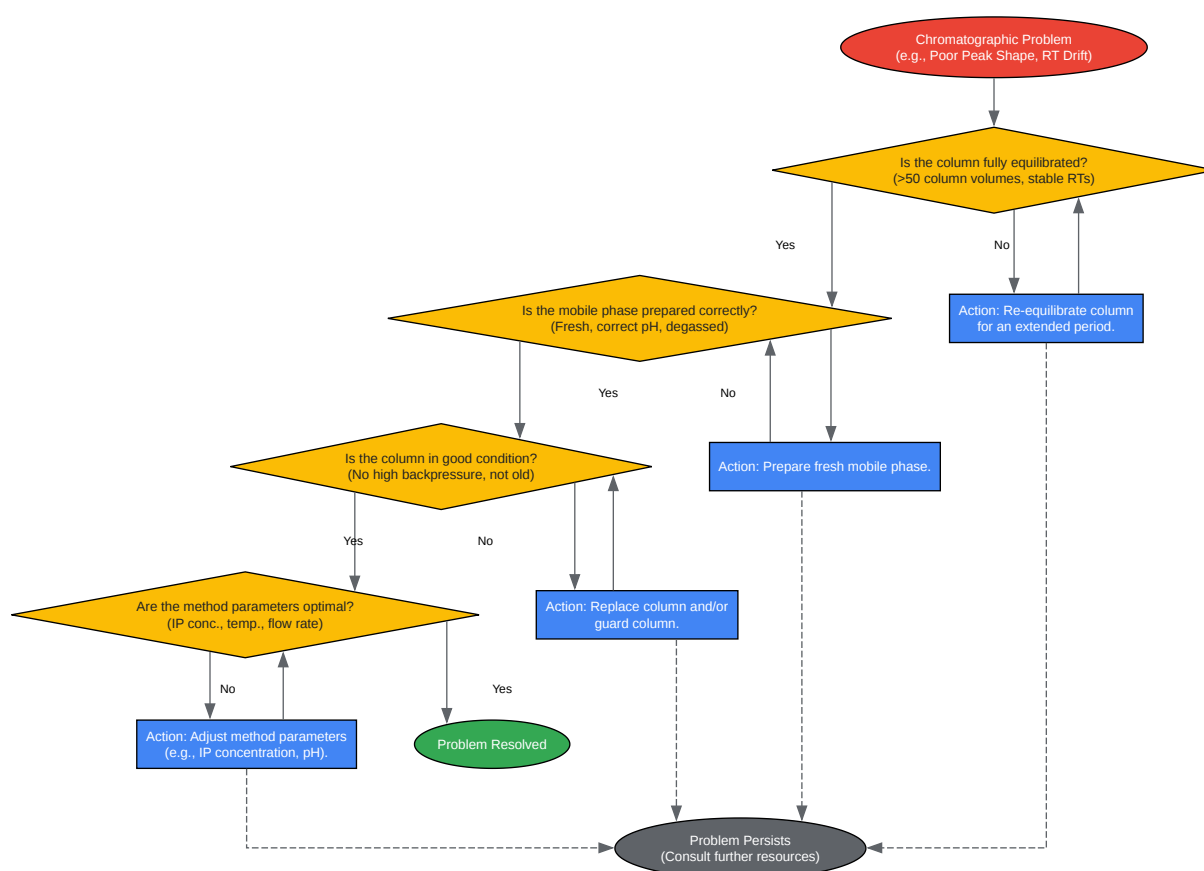 Chromatographic Problem
(e.g., Poor Peak Shape, RT Drift)
Is the column fully equilibrated?
(>50 column volumes, stable RTs)
Yes
No
Is the mobile phase prepared correctly?
(Fresh, correct pH, degassed)
Action: Re-equilibrate column
for an extended period.
Yes
No
Is the column in good condition?
(No high backpressure, not old)
Action: Prepare fresh mobile phase.
Yes
No
Are the method parameters optimal?
(IP conc., temp., flow rate)
Action: Replace column and/or
guard column.
No
Yes
Action: Adjust method parameters
(e.g., IP concentration, pH).
Problem Resolved
Problem Persists
(Consult further resources)